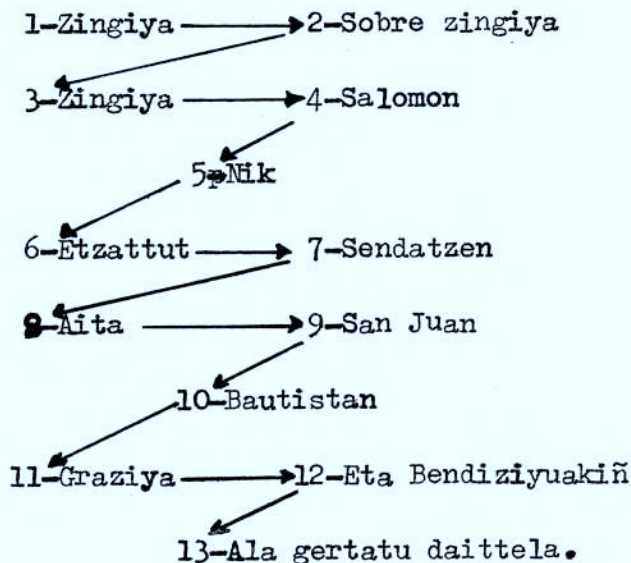 1-Zingiya 2-Sobre zingiya
3-Zingiya 4-Salomon
5-Nik
6-Etzattut 7-Sendatzen
8-Aita 9-San Juan
10-Bautistan
11-Graziya 12-Eta Bendiziyuakiñ
13-Ala gertatu daittela.